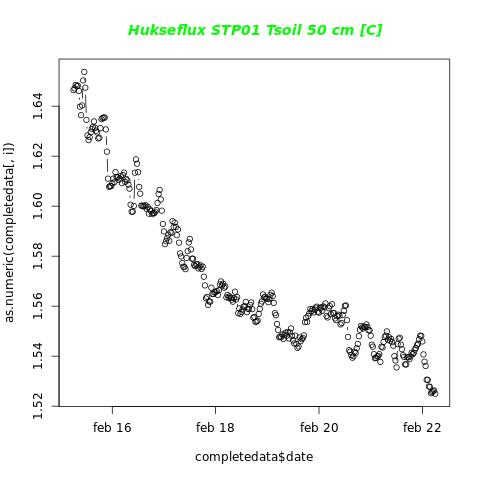 Hukseflux STP01 Tsoil 50 cm [C]
as.numeric(completedata[, i])
1.64
1.62
1.60
1.58
1.56
1.54
1.52
feb 16 feb 18 feb 20 feb 22
completedata$date